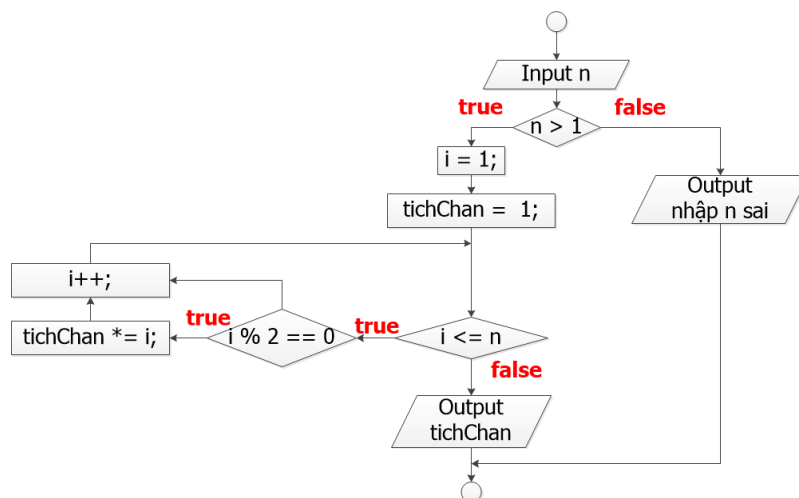 Input n
true
false
n > 1
i = 1;
Output
nhập n sai
tichChan =  1;
i++;
true
true
i % 2 == 0
i <= n
tichChan *= i;
false
Output
tichChan